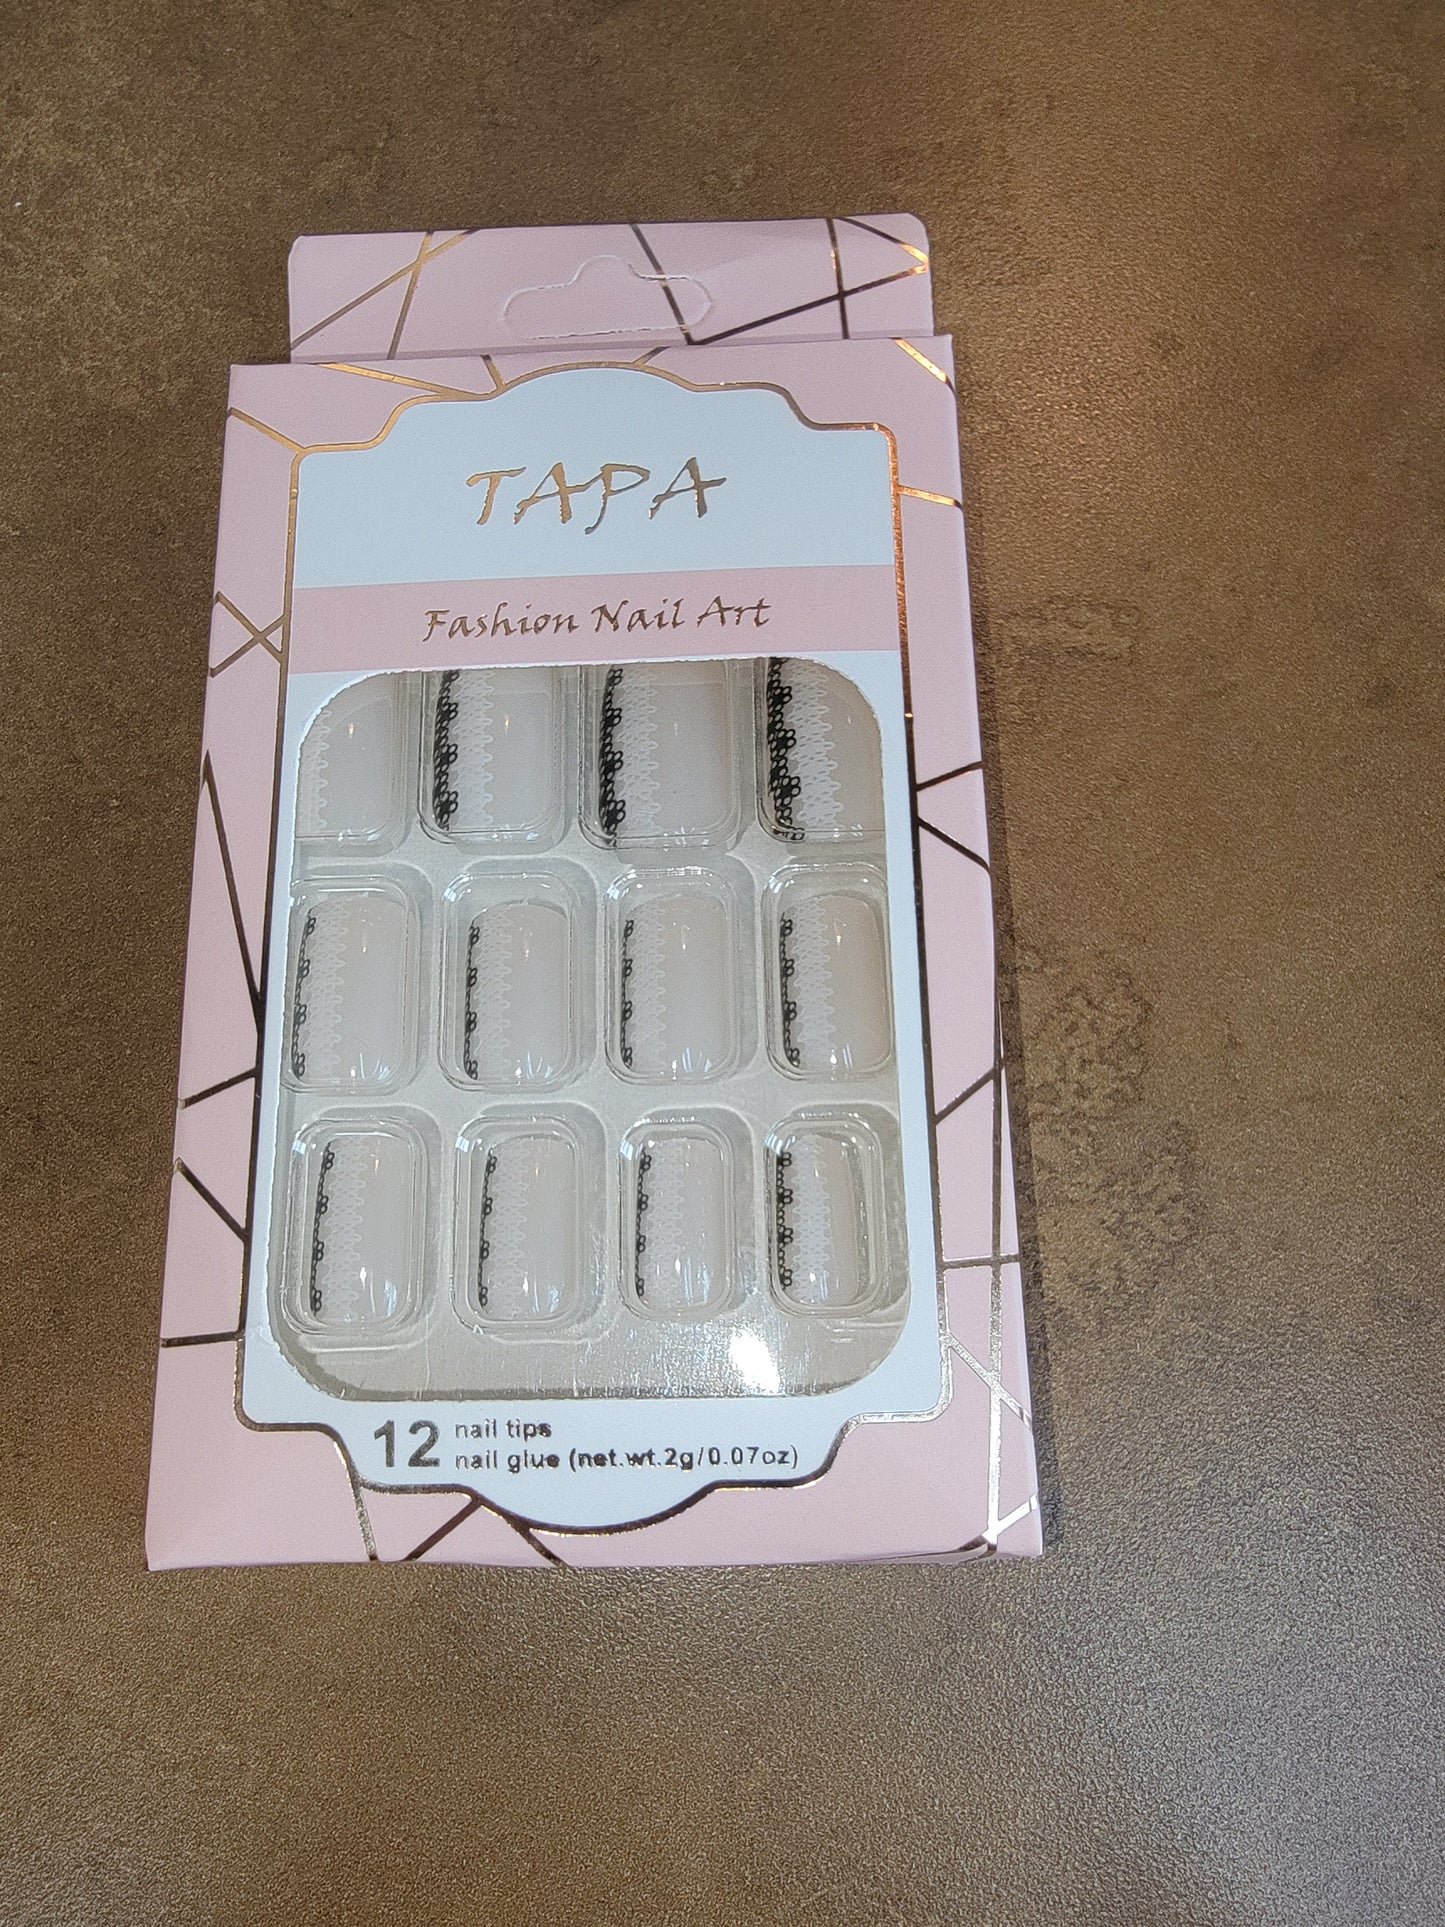 TAPA
Fashion Nail Art
12 nail tips
nail glue (net.wt.2g/0.07oz)